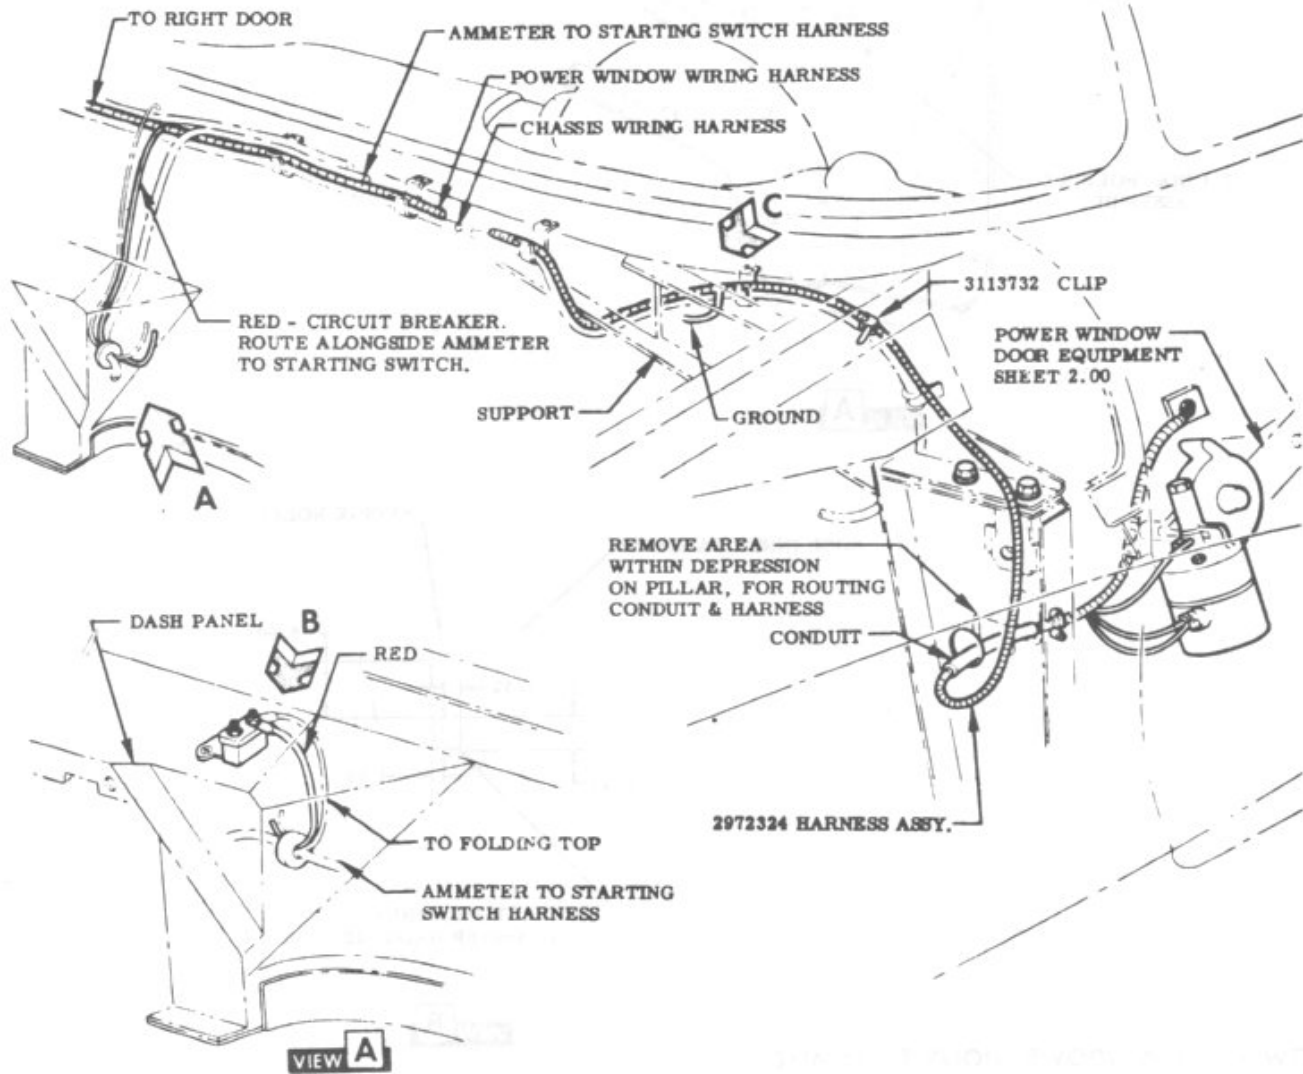 TO RIGHT DOOR
AMMETER TO STARTING SWITCH HARNESS
POWER WINDOW WIRING HARNESS
CHASSIS WIRING HARNESS
C
3113732 CLIP
POWER WINDOW
DOOR EQUIPMENT
SHEET 2.00
RED - CIRCUIT BREAKER.
ROUTE ALONGSIDE AMMETER
TO STARTING SWITCH.
SUPPORT
GROUND
A
REMOVE AREA
WITHIN DEPRESSION
ON PILLAR, FOR ROUTING
CONDUIT & HARNESS
CONDUIT
DASH PANEL
B
RED
2972324 HARNESS ASSY.
TO FOLDING TOP
AMMETER TO STARTING
SWITCH HARNESS
VIEW A